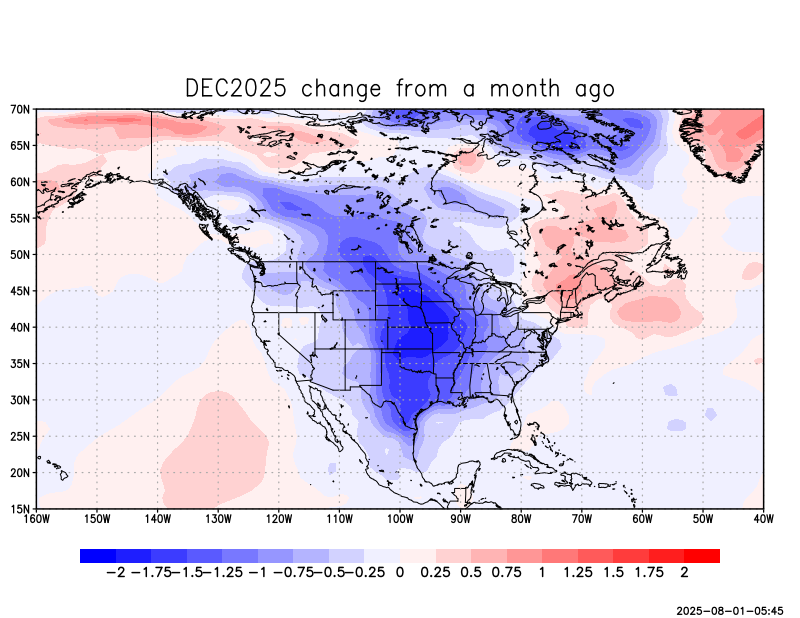 DEC2025 change from a month ago
70N
65N
60N
55N
50N
45N
40N
35N
30N
25N
20N
15N
160W 150W 140W 130W 120W 110W 100W 90W 80W 70W 60W 50W 40W
−2 −1.75 −1.5 −1.25 −1 −0.75 −0.5 −0.25 0 0.25 0.5 0.75 1 1.25 1.5 1.75 2
2025-08-01-05:45